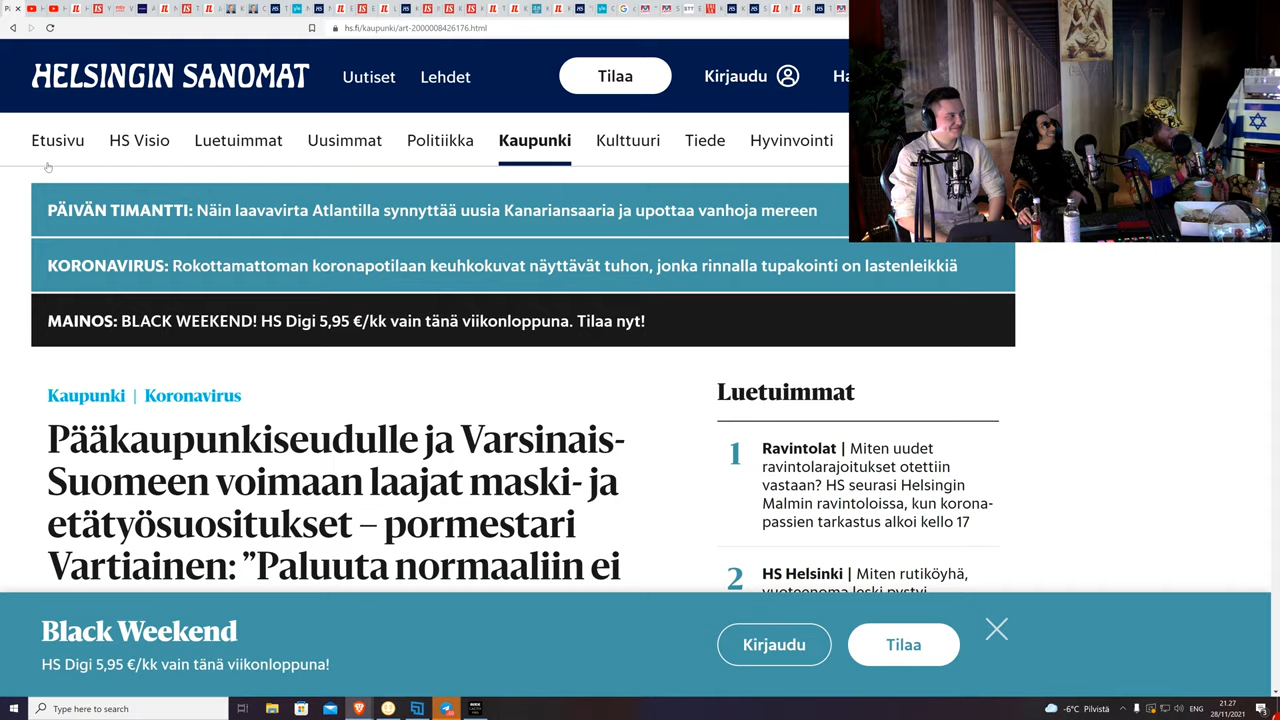 hs.fi/kaupunki/art-2000008426176.html
HELSINGIN SANOMAT
Uutiset
Lehdet
Tilaa
Kirjaudu
Etusivu
HS Visio
Luetuimmat
Uusimmat
Politiikka
Kaupunki
Kulttuuri
Tiede
Hyvinvointi
PÄIVÄN TIMANTTI: Näin laavavirta Atlantilla synnyttää uusia Kanariansaaria ja upottaa vanhoja mereen
KORONAVIRUS: Rokottamattoman koronapotilaan keuhkokuvat näyttävät tuhon, jonka rinnalla tupakointi on lastenleikkiä
MAINOS: BLACK WEEKEND! HS Digi 5,95 €/kk vain tänä viikonloppuna. Tilaa nyt!
Kaupunki | Koronavirus
Pääkaupunkiseudulle ja Varsinais-
Suomeen voimaan laajat maski- ja
etätyösuositukset – pormestari
Vartiainen: ”Paluuta normaaliin ei
Luetuimmat
1
Ravintolat | Miten uudet
ravintolarajoitukset otettiin
vastaan? HS seurasi Helsingin
Malmin ravintoloissa, kun korona-
passien tarkastus alkoi kello 17
2
HS Helsinki | Miten rutiköyhä,
vuoteenoma leski pystyi
Black Weekend
HS Digi 5,95 €/kk vain tänä viikonloppuna!
Kirjaudu
Tilaa
Type here to search
-6°C Pilvistä
ENG
21.27
28/11/2021